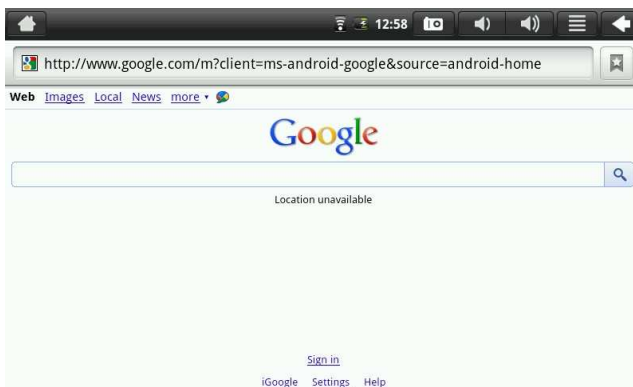 12:58
http://www.google.com/m?client=ms-android-google&source=android-home
Web Images Local News more
Google
Location unavailable
Sign in
iGoogle Settings Help